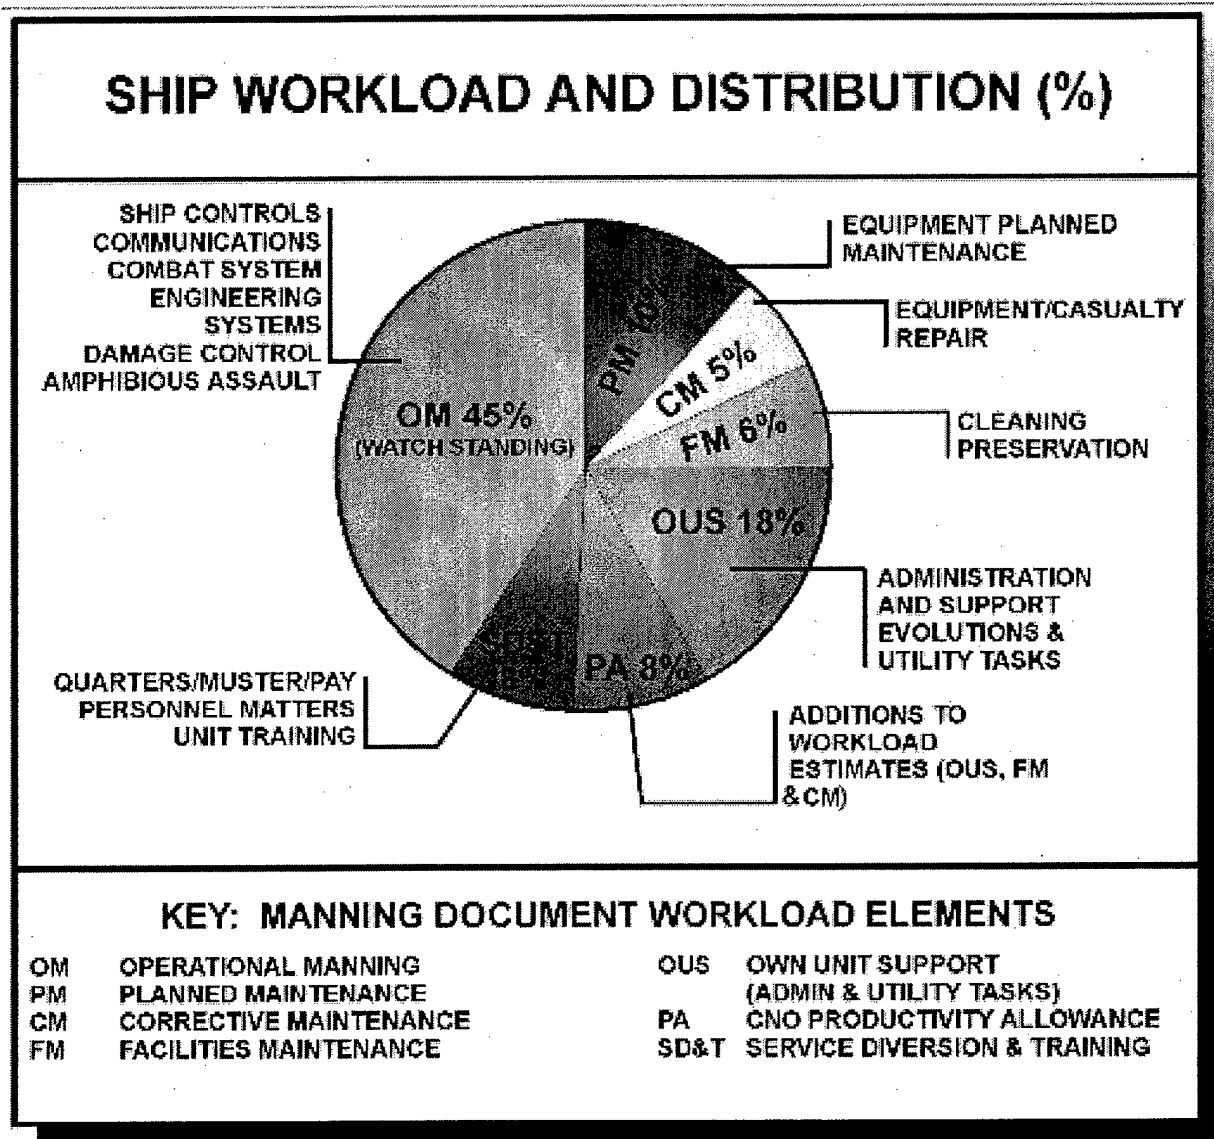 SHIP WORKLOAD AND DISTRIBUTION (%)
SHIP CONTROLS
COMMUNICATIONS
COMBAT SYSTEM
ENGINEERING
SYSTEMS
DAMAGE CONTROL
AMPHIBIOUS ASSAULT
EQUIPMENT PLANNED
MAINTENANCE
EQUIPMENT/CASUALTY
REPAIR
CLEANING
PRESERVATION
ADMINISTRATION
AND SUPPORT
EVOLUTIONS &
UTILITY TASKS
ADDITIONS TO
WORKLOAD
ESTIMATES (OUS, FM
&CM)
QUARTERS/MUSTER/PAY
PERSONNEL MATTERS
UNIT TRAINING
OM 45%
(WATCH STANDING)
PM 10%
CM 5%
FM 6%
OUS 18%
PA 8%
KEY: MANNING DOCUMENT WORKLOAD ELEMENTS
OM OPERATIONAL MANNING
PM PLANNED MAINTENANCE
CM CORRECTIVE MAINTENANCE
FM FACILITIES MAINTENANCE
OUS OWN UNIT SUPPORT
(ADMIN & UTILITY TASKS)
PA CNO PRODUCTIVITY ALLOWANCE
SD&T SERVICE DIVERSION & TRAINING